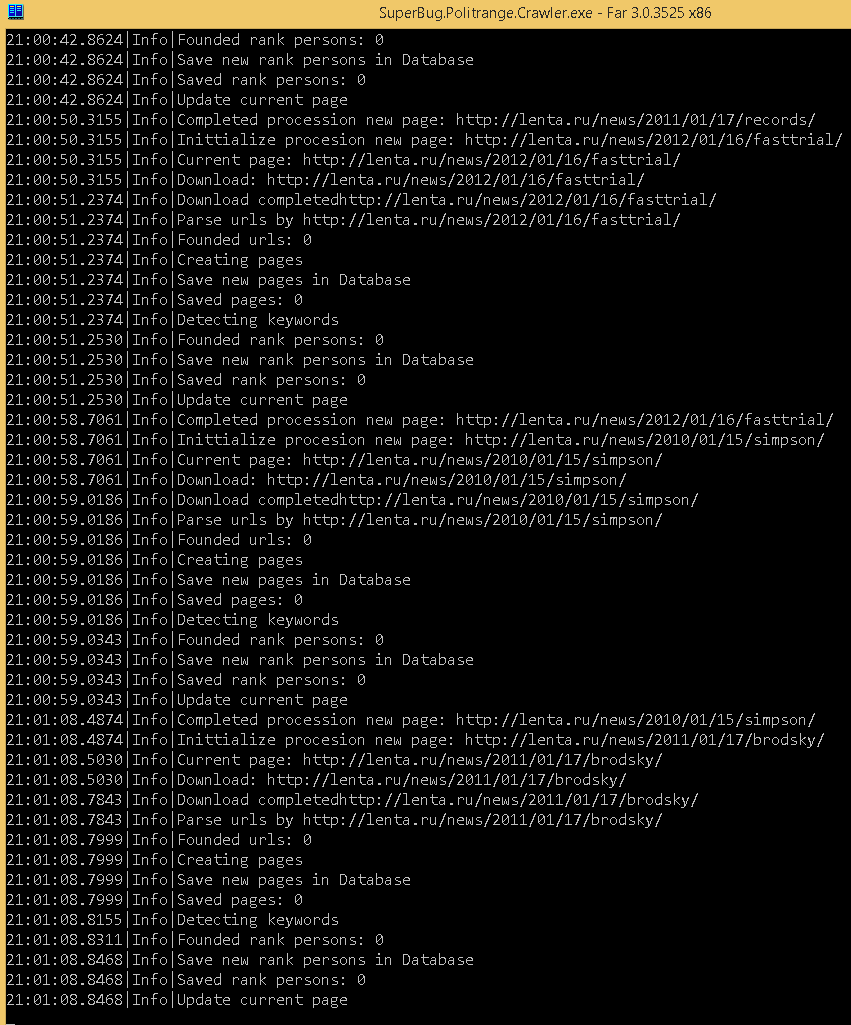 SuperBug.Politrange.Crawler.exe - Far 3.0.3525 x86
21:00:42.8624|Info|Founded rank persons: 0
21:00:42.8624|Info|Save new rank persons in Database
21:00:42.8624|Info|Saved rank persons: 0
21:00:42.8624|Info|Update current page
21:00:50.3155|Info|Completed procession new page: http://lenta.ru/news/2011/01/17/records/
21:00:50.3155|Info|Inittialize procesion new page: http://lenta.ru/news/2012/01/16/fasttrial/
21:00:50.3155|Info|Current page: http://lenta.ru/news/2012/01/16/fasttrial/
21:00:50.3155|Info|Download: http://lenta.ru/news/2012/01/16/fasttrial/
21:00:51.2374|Info|Download completedhttp://lenta.ru/news/2012/01/16/fasttrial/
21:00:51.2374|Info|Parse urls by http://lenta.ru/news/2012/01/16/fasttrial/
21:00:51.2374|Info|Founded urls: 0
21:00:51.2374|Info|Creating pages
21:00:51.2374|Info|Save new pages in Database
21:00:51.2374|Info|Saved pages: 0
21:00:51.2374|Info|Detecting keywords
21:00:51.2530|Info|Founded rank persons: 0
21:00:51.2530|Info|Save new rank persons in Database
21:00:51.2530|Info|Saved rank persons: 0
21:00:51.2530|Info|Update current page
21:00:58.7061|Info|Completed procession new page: http://lenta.ru/news/2012/01/16/fasttrial/
21:00:58.7061|Info|Inittialize procesion new page: http://lenta.ru/news/2010/01/15/simpson/
21:00:58.7061|Info|Current page: http://lenta.ru/news/2010/01/15/simpson/
21:00:58.7061|Info|Download: http://lenta.ru/news/2010/01/15/simpson/
21:00:59.0186|Info|Download completedhttp://lenta.ru/news/2010/01/15/simpson/
21:00:59.0186|Info|Parse urls by http://lenta.ru/news/2010/01/15/simpson/
21:00:59.0186|Info|Founded urls: 0
21:00:59.0186|Info|Creating pages
21:00:59.0186|Info|Save new pages in Database
21:00:59.0186|Info|Saved pages: 0
21:00:59.0186|Info|Detecting keywords
21:00:59.0343|Info|Founded rank persons: 0
21:00:59.0343|Info|Save new rank persons in Database
21:00:59.0343|Info|Saved rank persons: 0
21:00:59.0343|Info|Update current page
21:01:08.4874|Info|Completed procession new page: http://lenta.ru/news/2010/01/15/simpson/
21:01:08.4874|Info|Inittialize procesion new page: http://lenta.ru/news/2011/01/17/brodsky/
21:01:08.5030|Info|Current page: http://lenta.ru/news/2011/01/17/brodsky/
21:01:08.5030|Info|Download: http://lenta.ru/news/2011/01/17/brodsky/
21:01:08.7843|Info|Download completedhttp://lenta.ru/news/2011/01/17/brodsky/
21:01:08.7843|Info|Parse urls by http://lenta.ru/news/2011/01/17/brodsky/
21:01:08.7999|Info|Founded urls: 0
21:01:08.7999|Info|Creating pages
21:01:08.7999|Info|Save new pages in Database
21:01:08.7999|Info|Saved pages: 0
21:01:08.8155|Info|Detecting keywords
21:01:08.8311|Info|Founded rank persons: 0
21:01:08.8468|Info|Save new rank persons in Database
21:01:08.8468|Info|Saved rank persons: 0
21:01:08.8468|Info|Update current page